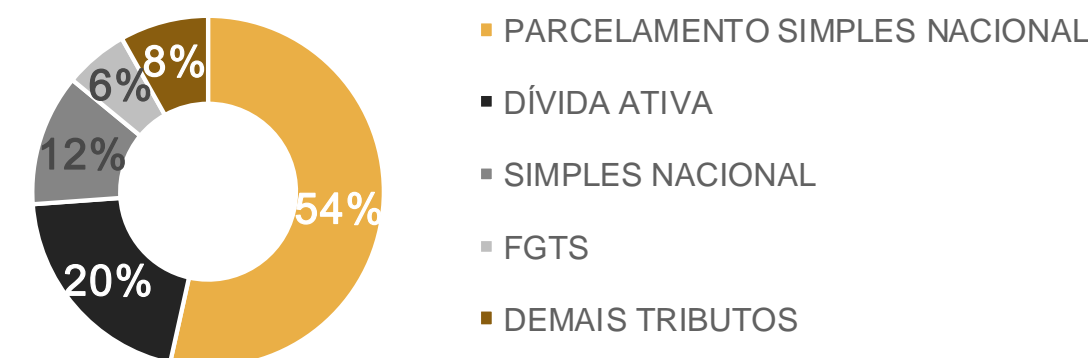 8%
6%
12%
54%
20%
PARCELAMENTO SIMPLES NACIONAL
DÍVIDA ATIVA
SIMPLES NACIONAL
FGTS
DEMAIS TRIBUTOS